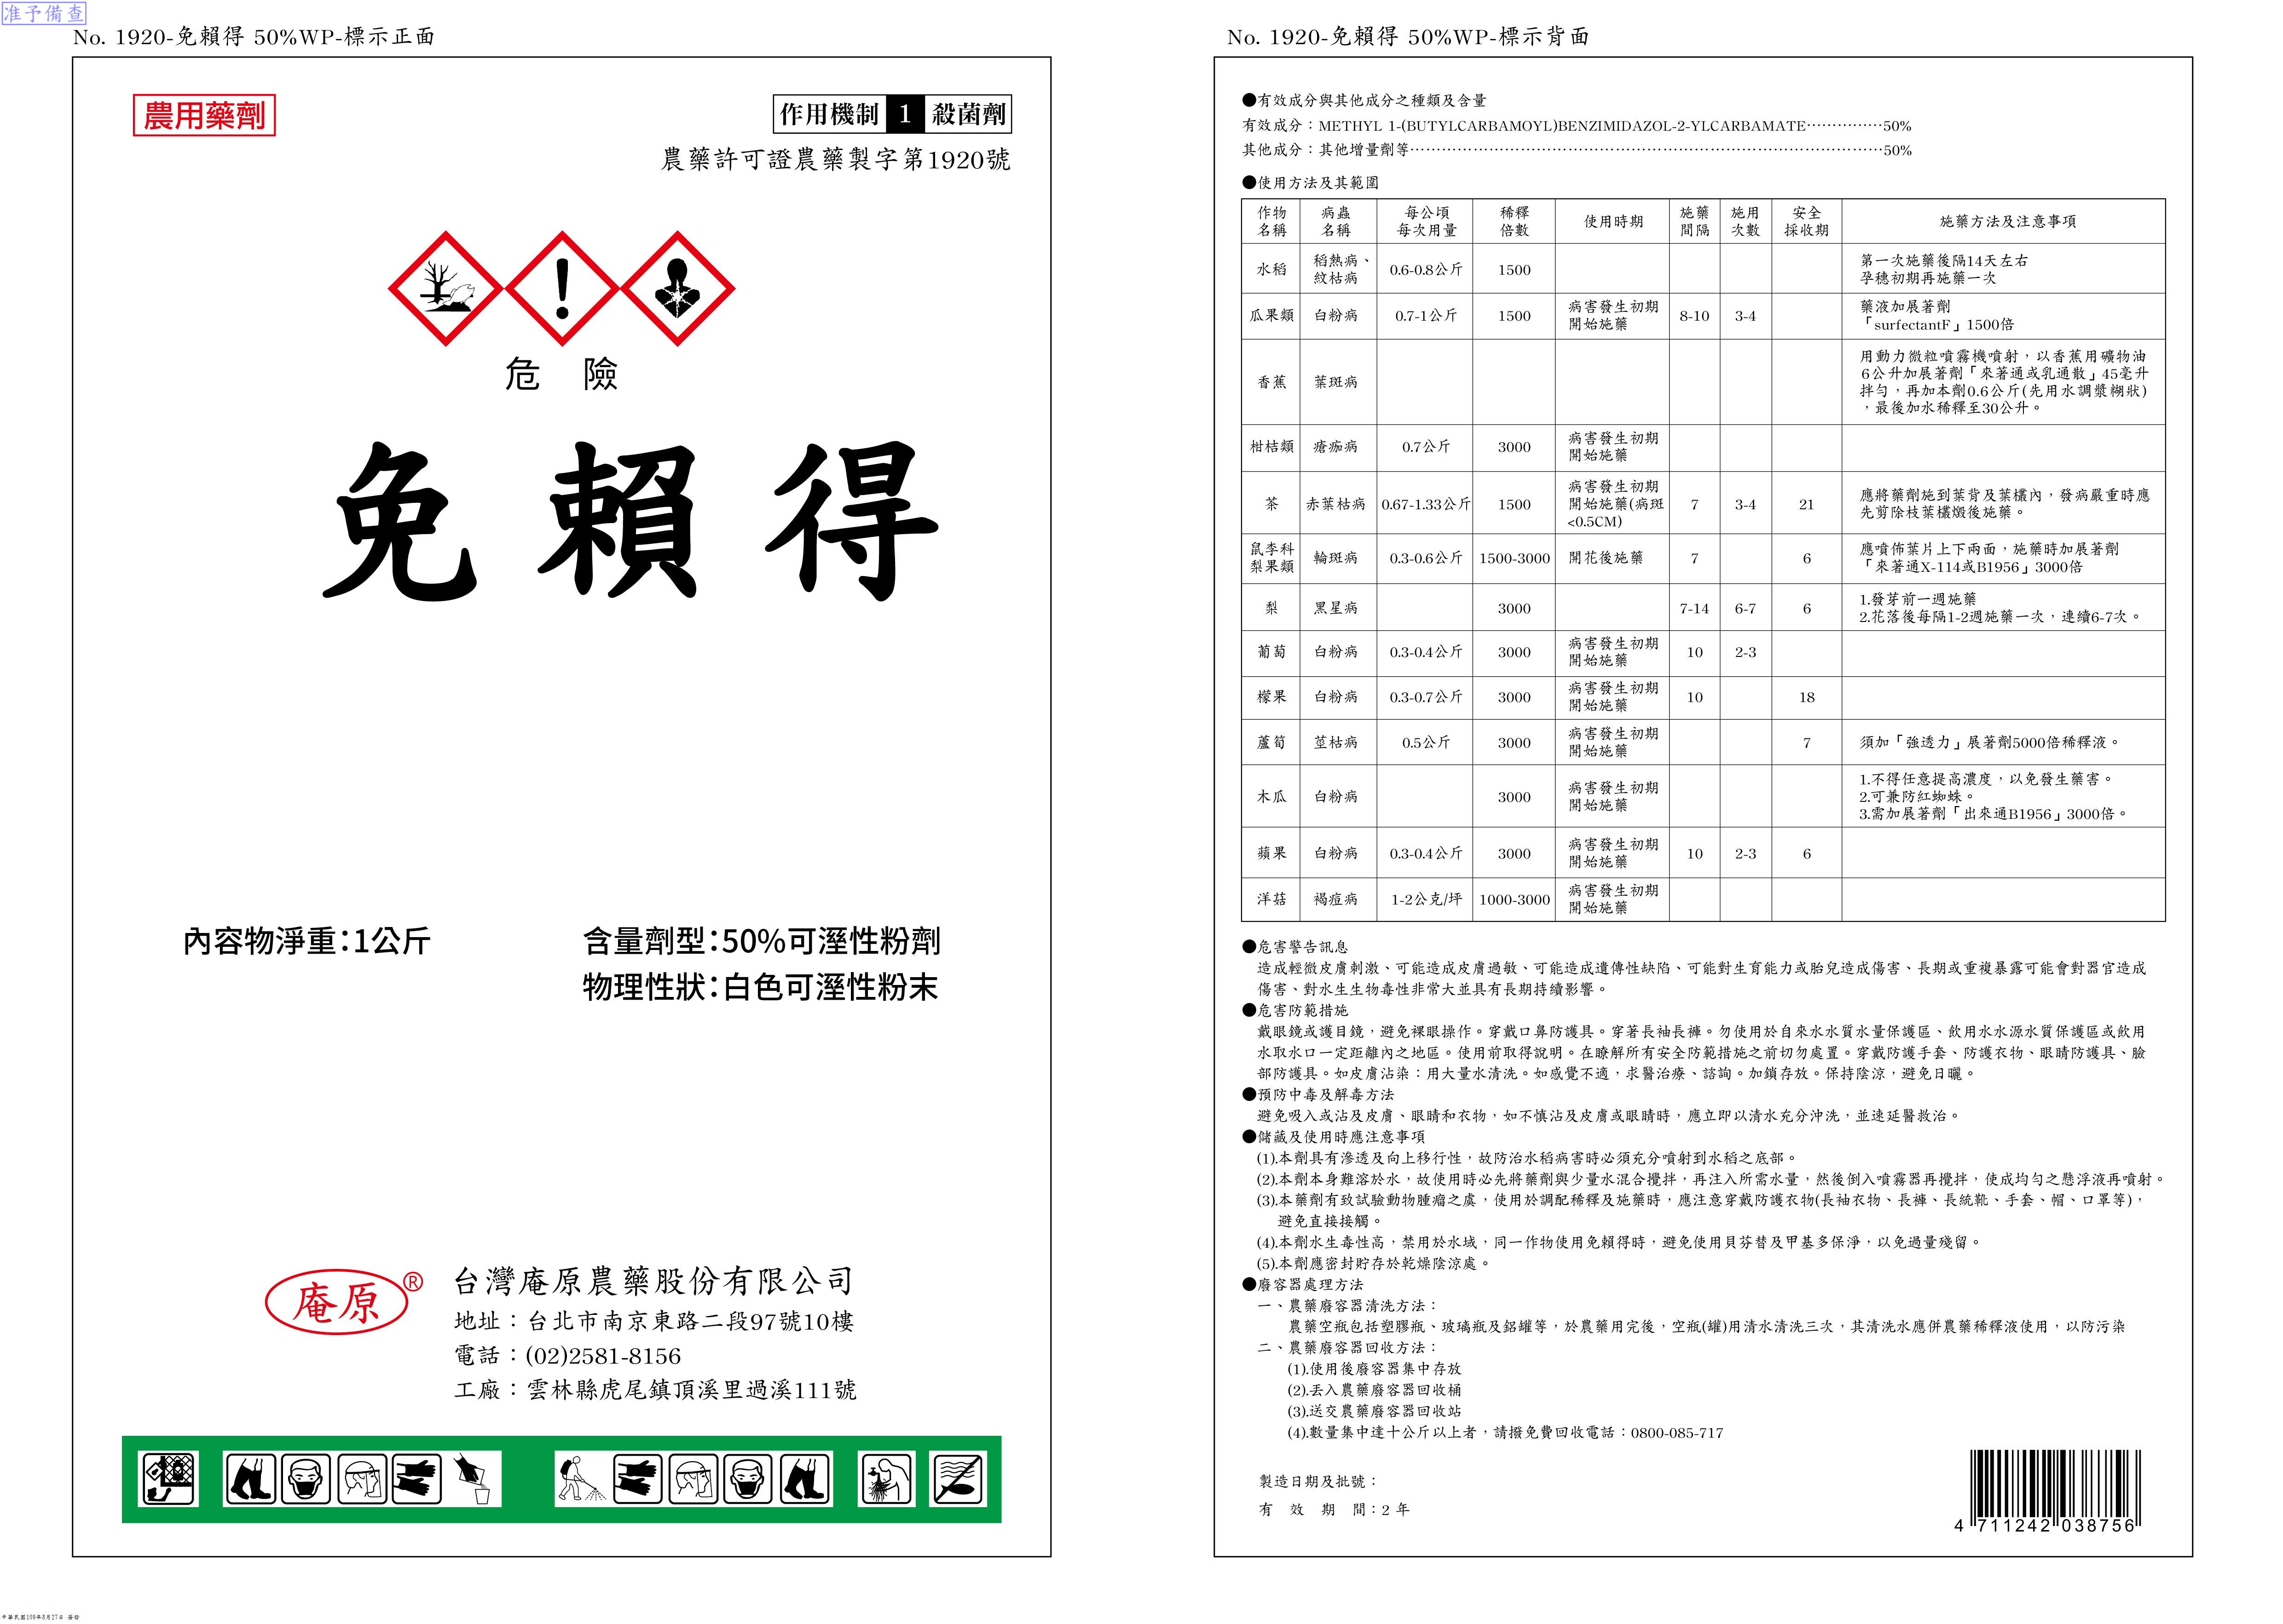 准予備查
No. 1920-免賴得 50%WP-標示正面
農用藥劑
作用機制 1 殺菌劑
農藥許可證農藥製字第1920號
危 險
免 賴 得
內容物淨重:1公斤
含量劑型:50%可溼性粉劑
物理性狀:白色可溼性粉末
庵原®
台灣庵原農藥股份有限公司
地址：台北市南京東路二段97號10樓
電話：(02)2581-8156
工廠：雲林縣虎尾鎮頂溪里過溪111號
No. 1920-免賴得 50%WP-標示背面
●有效成分與其他成分之種類及含量
有效成分：METHYL 1-(BUTYLCARBAMOYL)BENZIMIDAZOL-2-YLCARBAMATE···············50%
其他成分：其他增量劑等···············50%
●使用方法及其範圍
作物名稱 病蟲名稱 每公頃每次用量 稀釋倍數 使用時期 施藥間隔 施用次數 安全採收期 施藥方法及注意事項
水稻 稻熱病、紋枯病 0.6-0.8公斤 1500 第一次施藥後隔14天左右
孕穗初期再施藥一次
瓜果類 白粉病 0.7-1公斤 1500 病害發生初期開始施藥 8-10 3-4 藥液加展著劑
「surfectantF」1500倍
香蕉 葉斑病 用動力微粒噴霧機噴射，以香蕉用礦物油
6公升加展著劑「來著通或乳通散」45毫升
拌勻，再加本劑0.6公斤(先用水調漿糊狀)
，最後加水稀釋至30公升。
柑桔類 瘡痂病 0.7公斤 3000 病害發生初期開始施藥
茶 赤葉枯病 0.67-1.33公斤 1500 病害發生初期開始施藥(病斑<0.5CM) 7 3-4 21 應將藥劑施到葉背及葉欉內，發病嚴重時應
先剪除枝葉欉燬後施藥。
鼠李科梨果類 輪斑病 0.3-0.6公斤 1500-3000 開花後施藥 7 6 應噴佈葉片上下兩面，施藥時加展著劑
「來著通X-114或B1956」3000倍
梨 黑星病 3000 7-14 6-7 6 1.發芽前一週施藥
2.花落後每隔1-2週施藥一次，連續6-7次。
葡萄 白粉病 0.3-0.4公斤 3000 病害發生初期開始施藥 10 2-3
檬果 白粉病 0.3-0.7公斤 3000 病害發生初期開始施藥 10 18
蘆筍 莖枯病 0.5公斤 3000 病害發生初期開始施藥 7 須加「強透力」展著劑5000倍稀釋液。
木瓜 白粉病 3000 病害發生初期開始施藥 1.不得任意提高濃度，以免發生藥害。
2.可兼防紅蜘蛛。
3.需加展著劑「出來通B1956」3000倍。
蘋果 白粉病 0.3-0.4公斤 3000 病害發生初期開始施藥 10 2-3 6
洋菇 褐痘病 1-2公克/坪 1000-3000 病害發生初期開始施藥
●危害警告訊息
造成輕微皮膚刺激、可能造成皮膚過敏、可能造成遺傳性缺陷、可能對生育能力或胎兒造成傷害、長期或重複暴露可能會對器官造成
傷害、對水生生物毒性非常大並具有長期持續影響。
●危害防範措施
戴眼鏡或護目鏡，避免裸眼操作。穿戴口鼻防護具。穿著長袖長褲。勿使用於自來水水質水量保護區、飲用水水源水質保護區或飲用
水取水口一定距離內之地區。使用前取得說明。在瞭解所有安全防範措施之前切勿處置。穿戴防護手套、防護衣物、眼睛防護具、臉
部防護具。如皮膚沾染：用大量水清洗。如感覺不適，求醫治療、諮詢。加鎖存放。保持陰涼，避免日曬。
●預防中毒及解毒方法
避免吸入或沾及皮膚、眼睛和衣物，如不慎沾及皮膚或眼睛時，應立即以清水充分沖洗，並速延醫救治。
●儲藏及使用時應注意事項
(1).本劑具有滲透及向上移行性，故防治水稻病害時必須充分噴射到水稻之底部。
(2).本劑本身難溶於水，故使用時必先將藥劑與少量水混合攪拌，再注入所需水量，然後倒入噴霧器再攪拌，使成均勻之懸浮液再噴射。
(3).本藥劑有致試驗動物腫瘤之虞，使用於調配稀釋及施藥時，應注意穿戴防護衣物(長袖衣物、長褲、長統靴、手套、帽、口罩等)，
避免直接接觸。
(4).本劑水生毒性高，禁用於水域，同一作物使用免賴得時，避免使用貝芬替及甲基多保淨，以免過量殘留。
(5).本劑應密封貯存於乾燥陰涼處。
●廢容器處理方法
一、農藥廢容器清洗方法：
農藥空瓶包括塑膠瓶、玻璃瓶及鋁罐等，於農藥用完後，空瓶(罐)用清水清洗三次，其清洗水應併農藥稀釋液使用，以防污染
二、農藥廢容器回收方法：
(1).使用後廢容器集中存放
(2).丟入農藥廢容器回收桶
(3).送交農藥廢容器回收站
(4).數量集中達十公斤以上者，請撥免費回收電話：0800-085-717
製造日期及批號：
有 效 期 間：2 年
4 711242 038756
中華民國109年8月27日 簽發